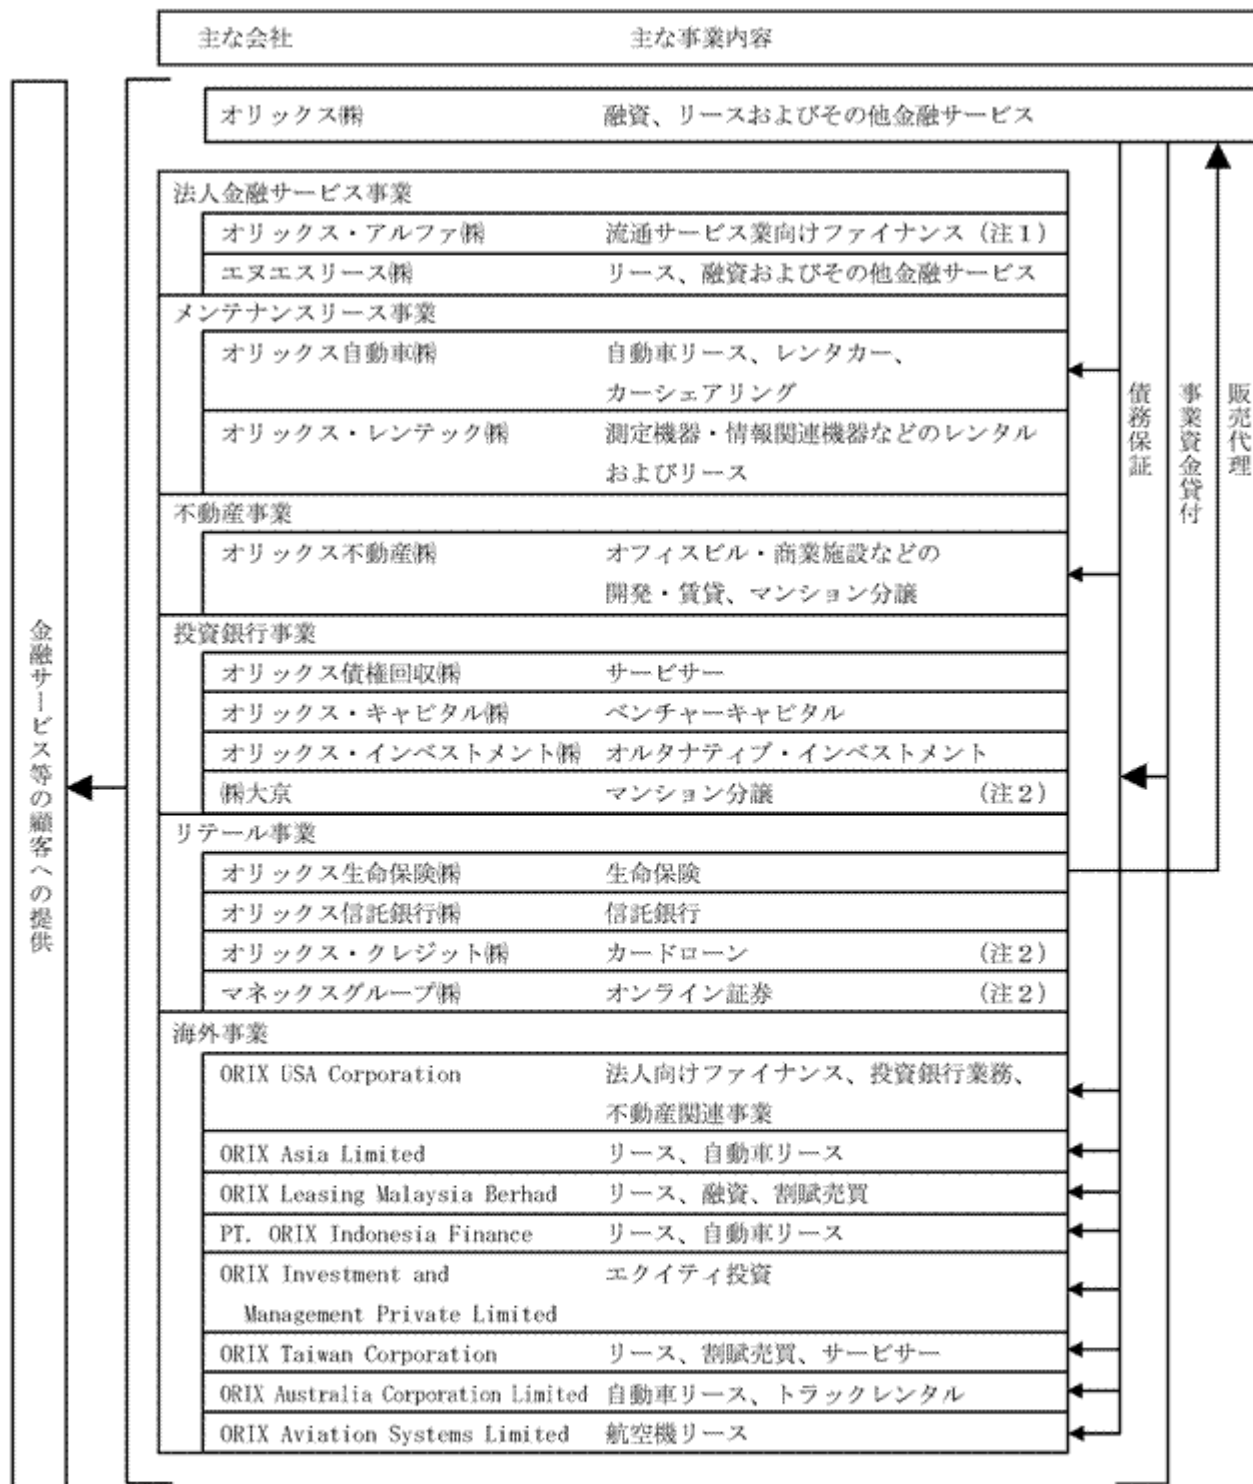 主な会社 主な事業内容
オリックス㈱ 融資、リースおよびその他金融サービス
法人金融サービス事業
オリックス・アルファ㈱ 流通サービス業向けファイナンス（注１）
エヌエスリース㈱ リース、融資およびその他金融サービス
メンテナンスリース事業
オリックス自動車㈱ 自動車リース、レンタカー、
カーシェアリング
オリックス・レンテック㈱ 測定機器・情報関連機器などのレンタル
およびリース
不動産事業
オリックス不動産㈱ オフィスビル・商業施設などの
開発・賃貸、マンション分譲
投資銀行事業
オリックス債権回収㈱ サービサー
オリックス・キャピタル㈱ ベンチャーキャピタル
オリックス・インベストメント㈱ オルタナティブ・インベストメント
㈱大京 マンション分譲 （注２）
リテール事業
オリックス生命保険㈱ 生命保険
オリックス信託銀行㈱ 信託銀行
オリックス・クレジット㈱ カードローン （注２）
マネックスグループ㈱ オンライン証券 （注２）
海外事業
ORIX USA Corporation 法人向けファイナンス、投資銀行業務、
不動産関連事業
ORIX Asia Limited リース、自動車リース
ORIX Leasing Malaysia Berhad リース、融資、割賦売買
PT. ORIX Indonesia Finance リース、自動車リース
ORIX Investment and エクイティ投資
Management Private Limited
ORIX Taiwan Corporation リース、割賦売買、サービサー
ORIX Australia Corporation Limited 自動車リース、トラックレンタル
ORIX Aviation Systems Limited 航空機リース
債務保証
事業資金貸付
販売代理
金融サービス等の顧客への提供